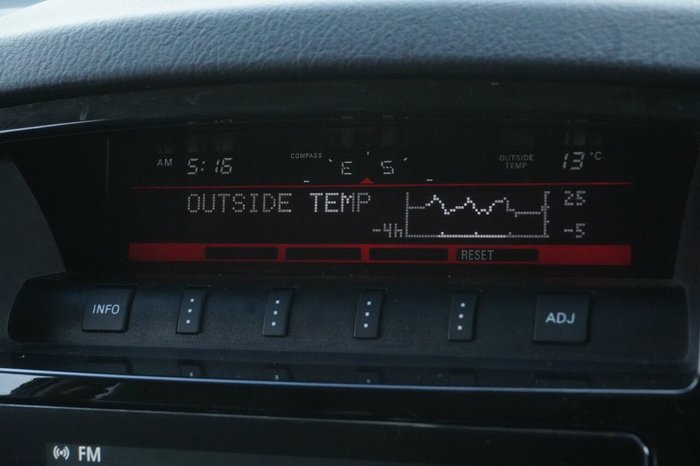 AM 5:16 COMPASS E S OUTSIDE TEMP 13°C
OUTSIDE TEMP 25
-4h -5
RESET
INFO ADJ
FM